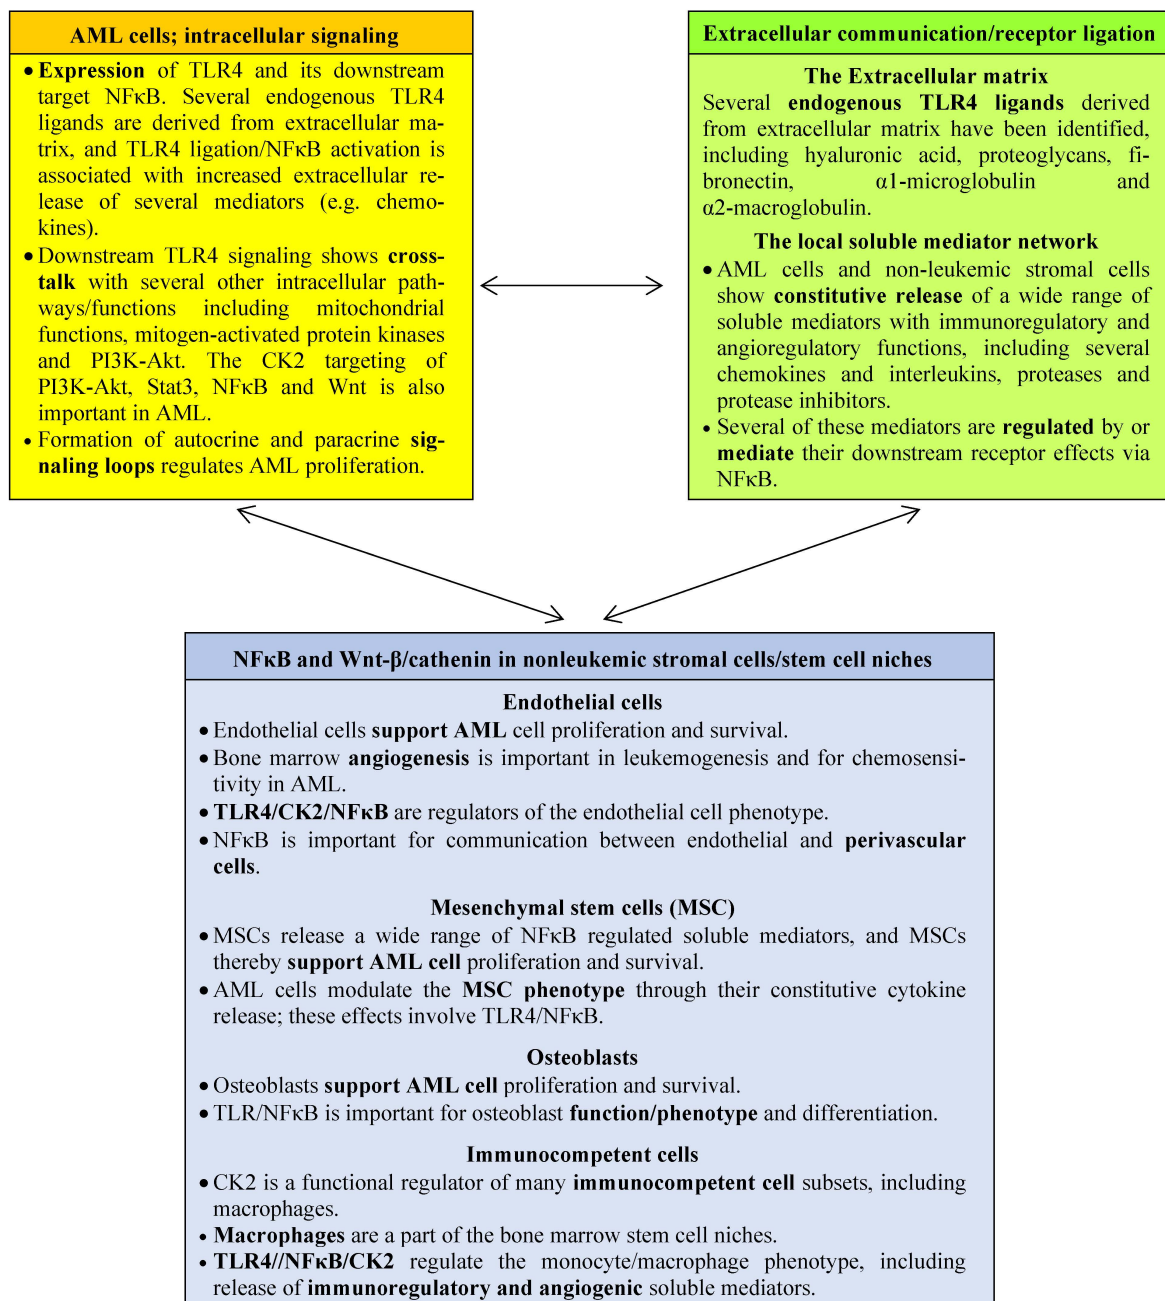 AML cells; intracellular signaling
• Expression of TLR4 and its downstream
target NFκB. Several endogenous TLR4
ligands are derived from extracellular ma-
trix, and TLR4 ligation/NFκB activation is
associated with increased extracellular re-
lease of several mediators (e.g. chemo-
kines).
• Downstream TLR4 signaling shows cross-
talk with several other intracellular path-
ways/functions including mitochondrial
functions, mitogen-activated protein kinases
and PI3K-Akt. The CK2 targeting of
PI3K-Akt, Stat3, NFκB and Wnt is also
important in AML.
• Formation of autocrine and paracrine sig-
naling loops regulates AML proliferation.
Extracellular communication/receptor ligation
The Extracellular matrix
Several endogenous TLR4 ligands derived
from extracellular matrix have been identified,
including hyaluronic acid, proteoglycans, fi-
bronectin, α1-microglobulin and
α2-macroglobulin.
The local soluble mediator network
• AML cells and non-leukemic stromal cells
show constitutive release of a wide range of
soluble mediators with immunoregulatory and
angioregulatory functions, including several
chemokines and interleukins, proteases and
protease inhibitors.
• Several of these mediators are regulated by or
mediate their downstream receptor effects via
NFκB.
NFκB and Wnt-β/cathenin in nonleukemic stromal cells/stem cell niches
Endothelial cells
• Endothelial cells support AML cell proliferation and survival.
• Bone marrow angiogenesis is important in leukemogenesis and for chemosensi-
tivity in AML.
• TLR4/CK2/NFκB are regulators of the endothelial cell phenotype.
• NFκB is important for communication between endothelial and perivascular
cells.
Mesenchymal stem cells (MSC)
• MSCs release a wide range of NFκB regulated soluble mediators, and MSCs
thereby support AML cell proliferation and survival.
• AML cells modulate the MSC phenotype through their constitutive cytokine
release; these effects involve TLR4/NFκB.
Osteoblasts
• Osteoblasts support AML cell proliferation and survival.
• TLR/NFκB is important for osteoblast function/phenotype and differentiation.
Immunocompetent cells
• CK2 is a functional regulator of many immunocompetent cell subsets, including
macrophages.
• Macrophages are a part of the bone marrow stem cell niches.
• TLR4//NFκB/CK2 regulate the monocyte/macrophage phenotype, including
release of immunoregulatory and angiogenic soluble mediators.